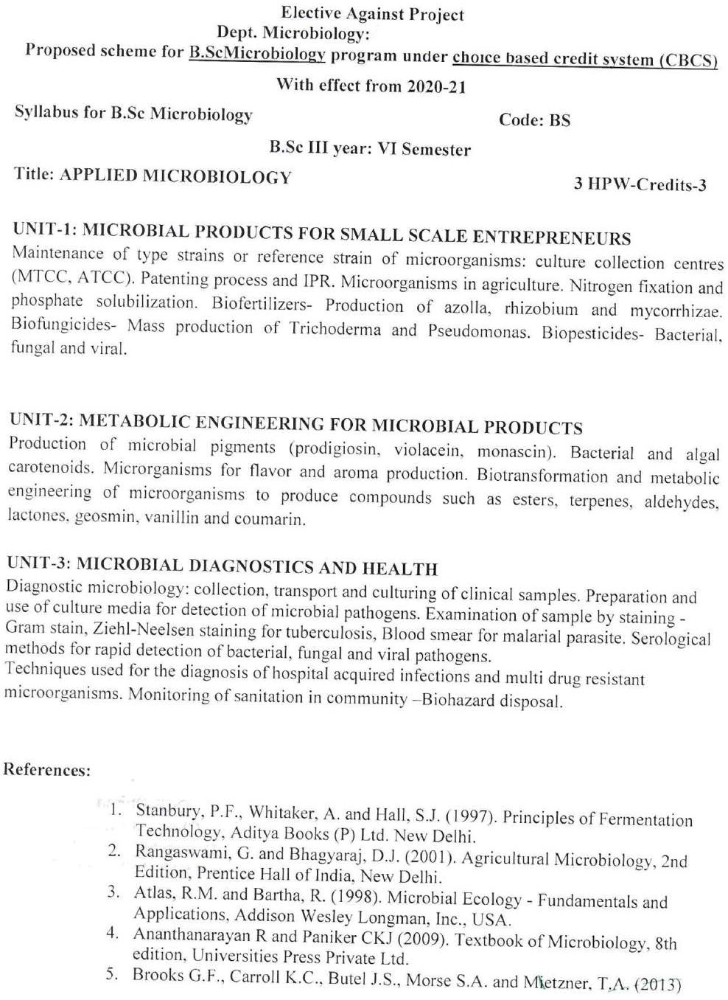 Elective Against Project
Dept. Microbiology:
Proposed scheme for B.ScMicrobiology program under choice based credit system (CBCS)
With effect from 2020-21
Syllabus for B.Sc Microbiology Code: BS
B.Sc III year: VI Semester
Title: APPLIED MICROBIOLOGY 3 HPW-Credits-3
UNIT-1: MICROBIAL PRODUCTS FOR SMALL SCALE ENTREPRENEURS
Maintenance of type strains or reference strain of microorganisms: culture collection centres
(MTCC, ATCC). Patenting process and IPR. Microorganisms in agriculture. Nitrogen fixation and
phosphate solubilization. Biofertilizers- Production of azolla, rhizobium and mycorrhizae.
Biofungicides- Mass production of Trichoderma and Pseudomonas. Biopesticides- Bacterial,
fungal and viral.
UNIT-2: METABOLIC ENGINEERING FOR MICROBIAL PRODUCTS
Production of microbial pigments (prodigiosin, violacein, monascin). Bacterial and algal
carotenoids. Microrganisms for flavor and aroma production. Biotransformation and metabolic
engineering of microorganisms to produce compounds such as esters, terpenes, aldehydes,
lactones, geosmin, vanillin and coumarin.
UNIT-3: MICROBIAL DIAGNOSTICS AND HEALTH
Diagnostic microbiology: collection, transport and culturing of clinical samples. Preparation and
use of culture media for detection of microbial pathogens. Examination of sample by staining -
Gram stain, Ziehl-Neelsen staining for tuberculosis, Blood smear for malarial parasite. Serological
methods for rapid detection of bacterial, fungal and viral pathogens.
Techniques used for the diagnosis of hospital acquired infections and multi drug resistant
microorganisms. Monitoring of sanitation in community –Biohazard disposal.
References:
1. Stanbury, P.F., Whitaker, A. and Hall, S.J. (1997). Principles of Fermentation
Technology, Aditya Books (P) Ltd. New Delhi.
2. Rangaswami, G. and Bhagyaraj, D.J. (2001). Agricultural Microbiology, 2nd
Edition, Prentice Hall of India, New Delhi.
3. Atlas, R.M. and Bartha, R. (1998). Microbial Ecology - Fundamentals and
Applications, Addison Wesley Longman, Inc., USA.
4. Ananthanarayan R and Paniker CKJ (2009). Textbook of Microbiology, 8th
edition, Universities Press Private Ltd.
5. Brooks G.F., Carroll K.C., Butel J.S., Morse S.A. and Mietzner, T.A. (2013)